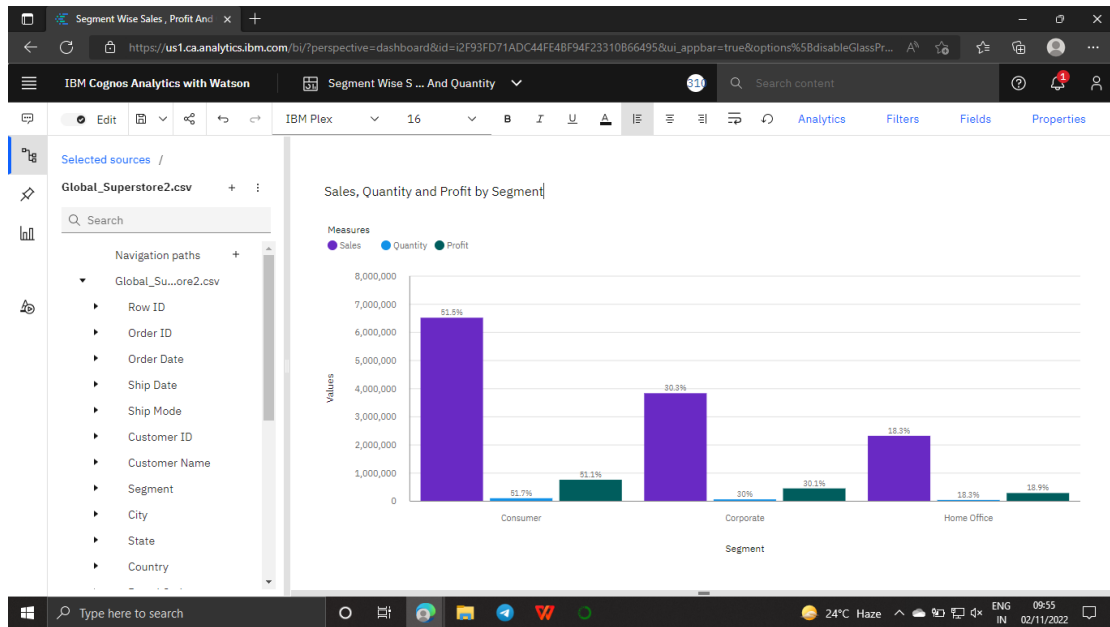 Segment Wise Sales , Profit And
https://us1.ca.analytics.ibm.com/bi/?perspective=dashboard&id=i2F93FD71ADC44FE4BF94F23310B66495&ui_appbar=true&options%5BdisableGlassPr...
IBM Cognos Analytics with Watson
Segment Wise S ... And Quantity
310
Search content
1
Edit
IBM Plex
16
B I U A
Analytics
Filters
Fields
Properties
Selected sources /
Global_Superstore2.csv
Search
Navigation paths
Global_Su...ore2.csv
Row ID
Order ID
Order Date
Ship Date
Ship Mode
Customer ID
Customer Name
Segment
City
State
Country
Sales, Quantity and Profit by Segment
Measures
Sales Quantity Profit
8,000,000
7,000,000
6,000,000
5,000,000
4,000,000
3,000,000
2,000,000
1,000,000
0
Values
51.5%
51.7%
51.1%
30.3%
30%
30.1%
18.3%
18.3%
18.9%
Consumer
Corporate
Home Office
Segment
Type here to search
24°C Haze
ENG
IN
09:55
02/11/2022